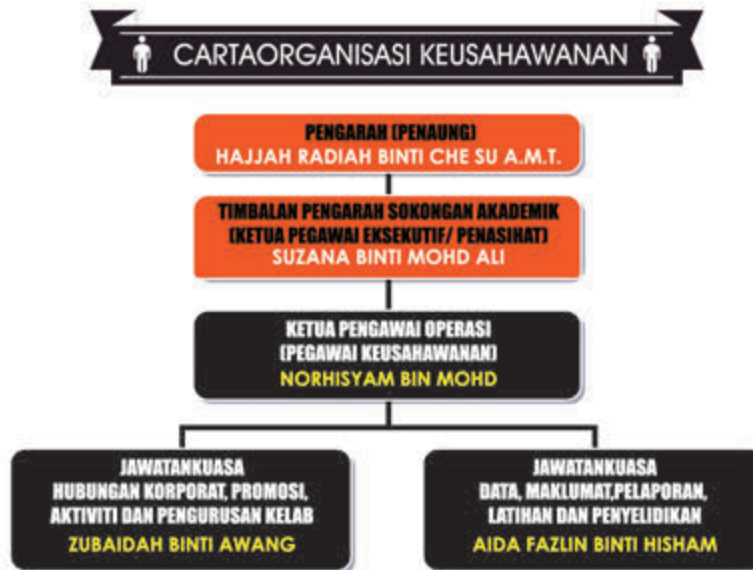 CARTAORGANISASI KEUSAHAWANAN
PENGARAH (PENAUNG)
HAJJAH RADIAH BINTI CHE SU A.M.T.
TIMBALAN PENGARAH SOKONGAN AKADEMIK
(KETUA PEGAWAI EKSEKUTIF/ PENASIHAT)
SUZANA BINTI MOHD ALI
KETUA PENGAWAI OPERASI
(PEGAWAI KEUSAHAWANAN)
NORHISYAM BIN MOHD
JAWATANKUASA
HUBUNGAN KORPORAT, PROMOSI,
AKTIVITI DAN PENGURUSAN KELAB
ZUBAIDAH BINTI AWANG
JAWATANKUASA
DATA, MAKLUMAT,PELAPORAN,
LATIHAN DAN PENYELIDIKAN
AIDA FAZLIN BINTI HISHAM